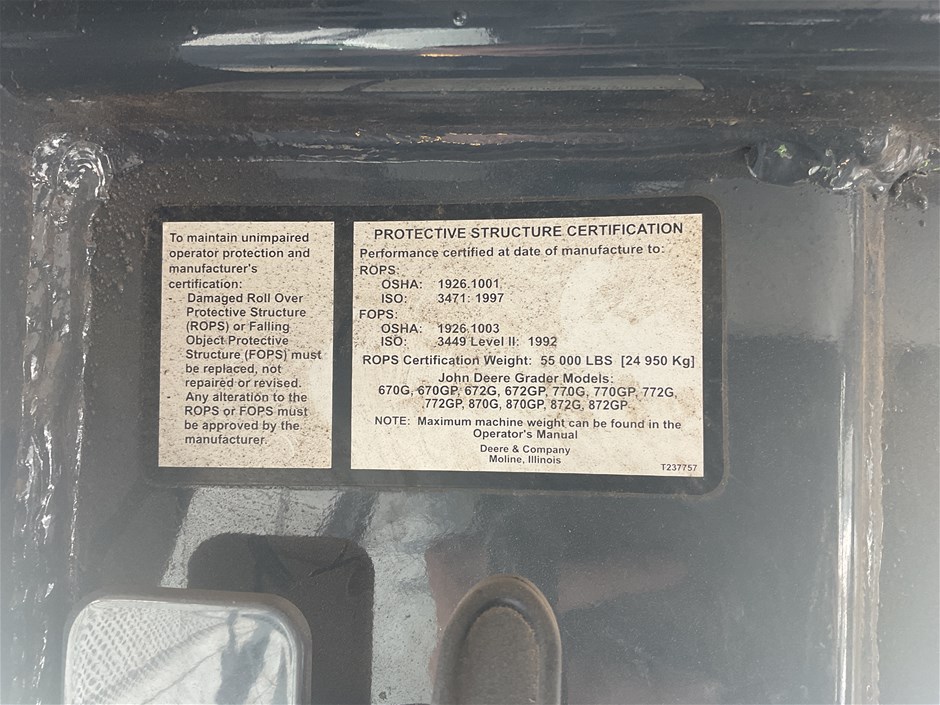 To maintain unimpaired
operator protection and
manufacturer's
certification:
- Damaged Roll Over
Protective Structure
(ROPS) or Falling
Object Protective
Structure (FOPS) must
be replaced, not
repaired or revised.
- Any alteration to the
ROPS or FOPS must
be approved by the
manufacturer.
PROTECTIVE STRUCTURE CERTIFICATION
Performance certified at date of manufacture to:
ROPS:
OSHA: 1926.1001
ISO: 3471: 1997
FOPS:
OSHA: 1926.1003
ISO: 3449 Level II: 1992
ROPS Certification Weight: 55 000 LBS [24 950 Kg]
John Deere Grader Models:
670G, 670GP, 672G, 672GP, 770G, 770GP, 772G,
772GP, 870G, 870GP, 872G, 872GP
NOTE: Maximum machine weight can be found in the
Operator's Manual
Deere & Company
Moline, Illinois
T237757